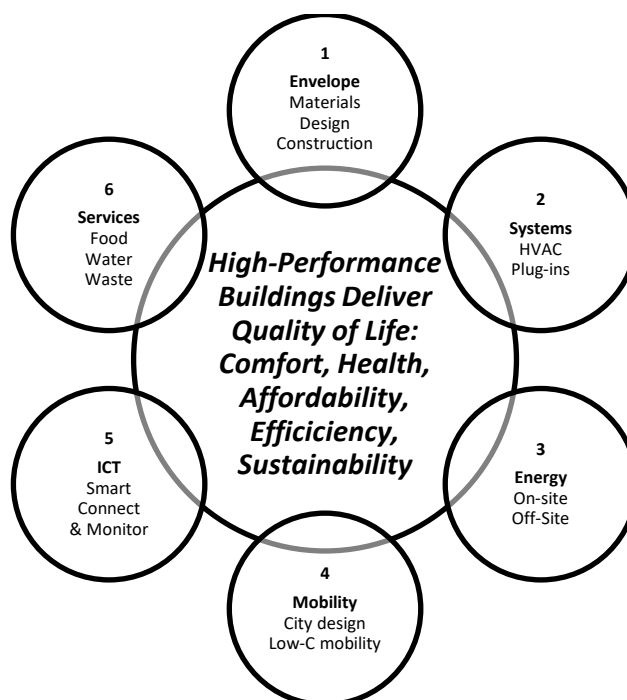 1
Envelope
Materials
Design
Construction
2
Systems
HVAC
Plug-ins
3
Energy
On-site
Off-Site
4
Mobility
City design
Low-C mobility
5
ICT
Smart
Connect
& Monitor
6
Services
Food
Water
Waste
High-Performance
Buildings Deliver
Quality of Life:
Comfort, Health,
Affordability,
Efficiciency,
Sustainability